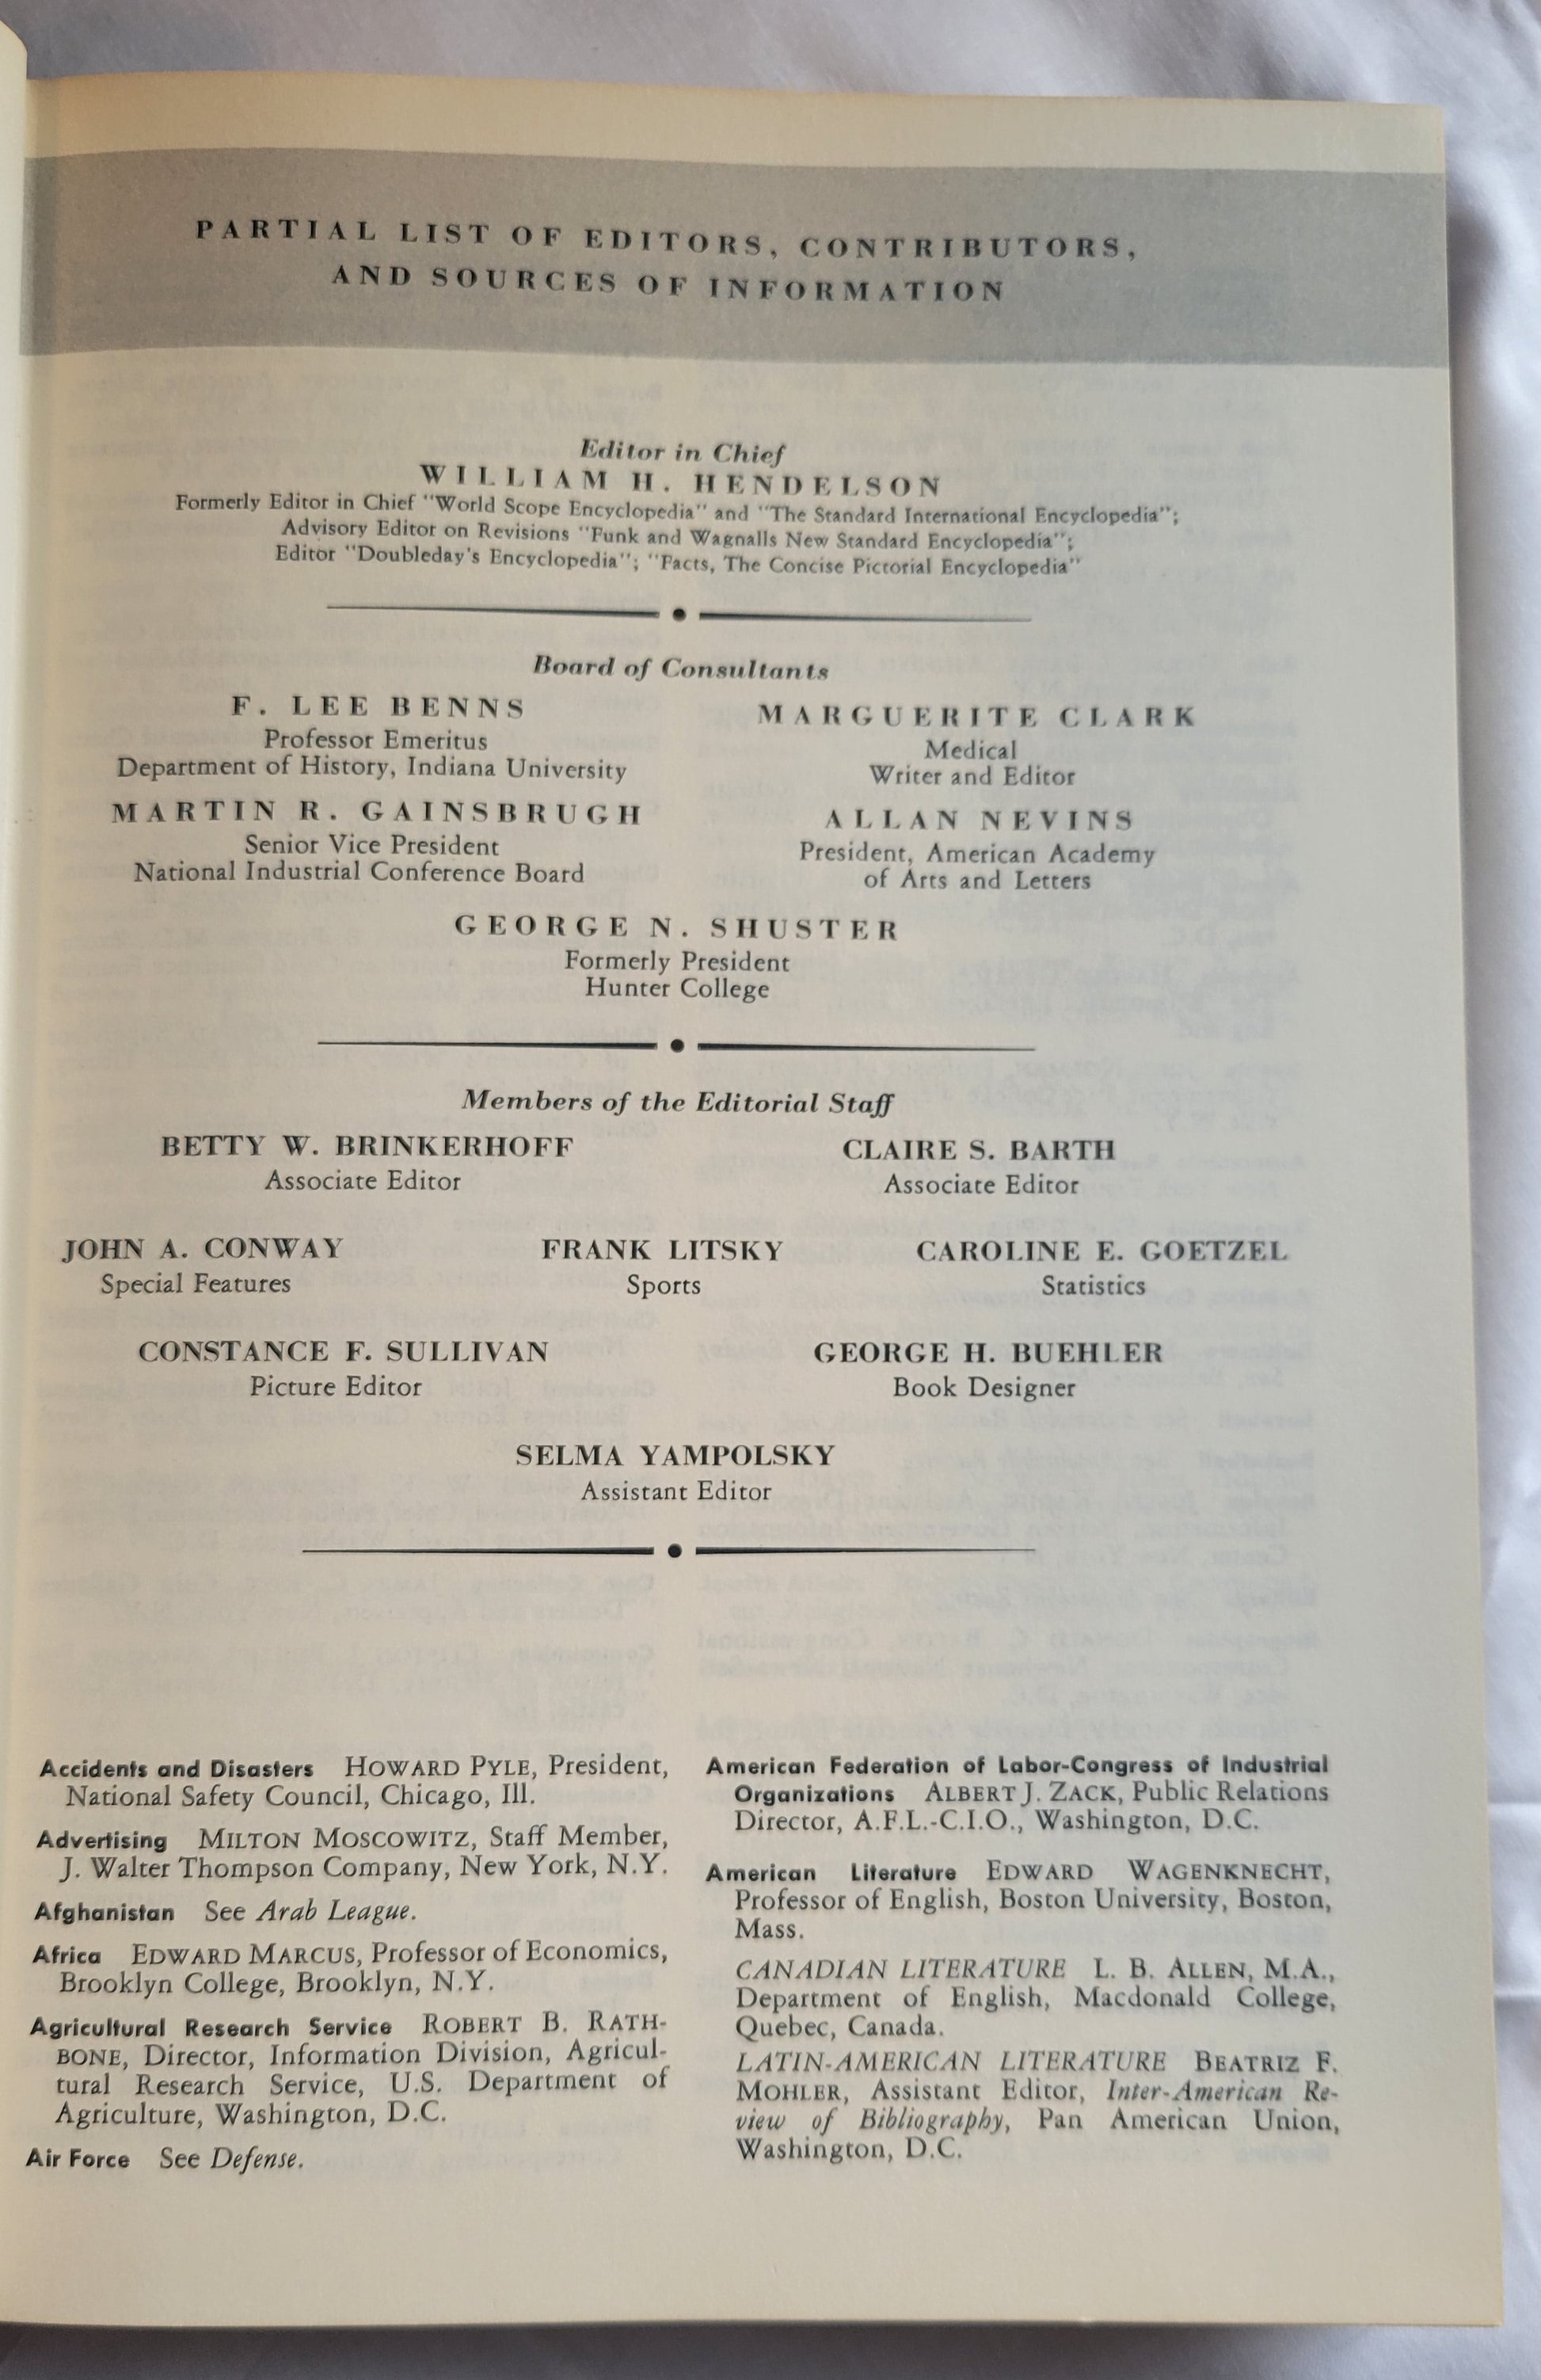 PARTIAL LIST OF EDITORS, CONTRIBUTORS,
AND SOURCES OF INFORMATION
Editor in Chief
WILLIAM H. HENDELSON
Formerly Editor in Chief "World Scope Encyclopedia" and "The Standard International Encyclopedia";
Advisory Editor on Revisions "Funk and Wagnalls New Standard Encyclopedia";
Editor "Doubleday's Encyclopedia"; "Facts, The Concise Pictorial Encyclopedia"
Board of Consultants
F. LEE BENNS
Professor Emeritus
Department of History, Indiana University
MARGUERITE CLARK
Medical
Writer and Editor
MARTIN R. GAINSBRUGH
Senior Vice President
National Industrial Conference Board
ALLAN NEVINS
President, American Academy
of Arts and Letters
GEORGE N. SHUSTER
Formerly President
Hunter College
Members of the Editorial Staff
BETTY W. BRINKERHOFF
Associate Editor
CLAIRE S. BARTH
Associate Editor
JOHN A. CONWAY
Special Features
FRANK LITSKY
Sports
CAROLINE E. GOETZEL
Statistics
CONSTANCE F. SULLIVAN
Picture Editor
GEORGE H. BUEHLER
Book Designer
SELMA YAMPOLSKY
Assistant Editor
Accidents and Disasters HOWARD PYLE, President,
National Safety Council, Chicago, Ill.
Advertising MILTON MOSCOWITZ, Staff Member,
J. Walter Thompson Company, New York, N.Y.
Afghanistan See Arab League.
Africa EDWARD MARCUS, Professor of Economics,
Brooklyn College, Brooklyn, N.Y.
Agricultural Research Service ROBERT B. RATH-
BONE, Director, Information Division, Agricul-
tural Research Service, U.S. Department of
Agriculture, Washington, D.C.
Air Force See Defense.
American Federation of Labor-Congress of Industrial
Organizations ALBERT J. ZACK, Public Relations
Director, A.F.L.-C.I.O., Washington, D.C.
American Literature EDWARD WAGENKNECHT,
Professor of English, Boston University, Boston,
Mass.
CANADIAN LITERATURE L. B. ALLEN, M.A.,
Department of English, Macdonald College,
Quebec, Canada.
LATIN-AMERICAN LITERATURE BEATRIZ F.
MOHLER, Assistant Editor, Inter-American Re-
view of Bibliography, Pan American Union,
Washington, D.C.